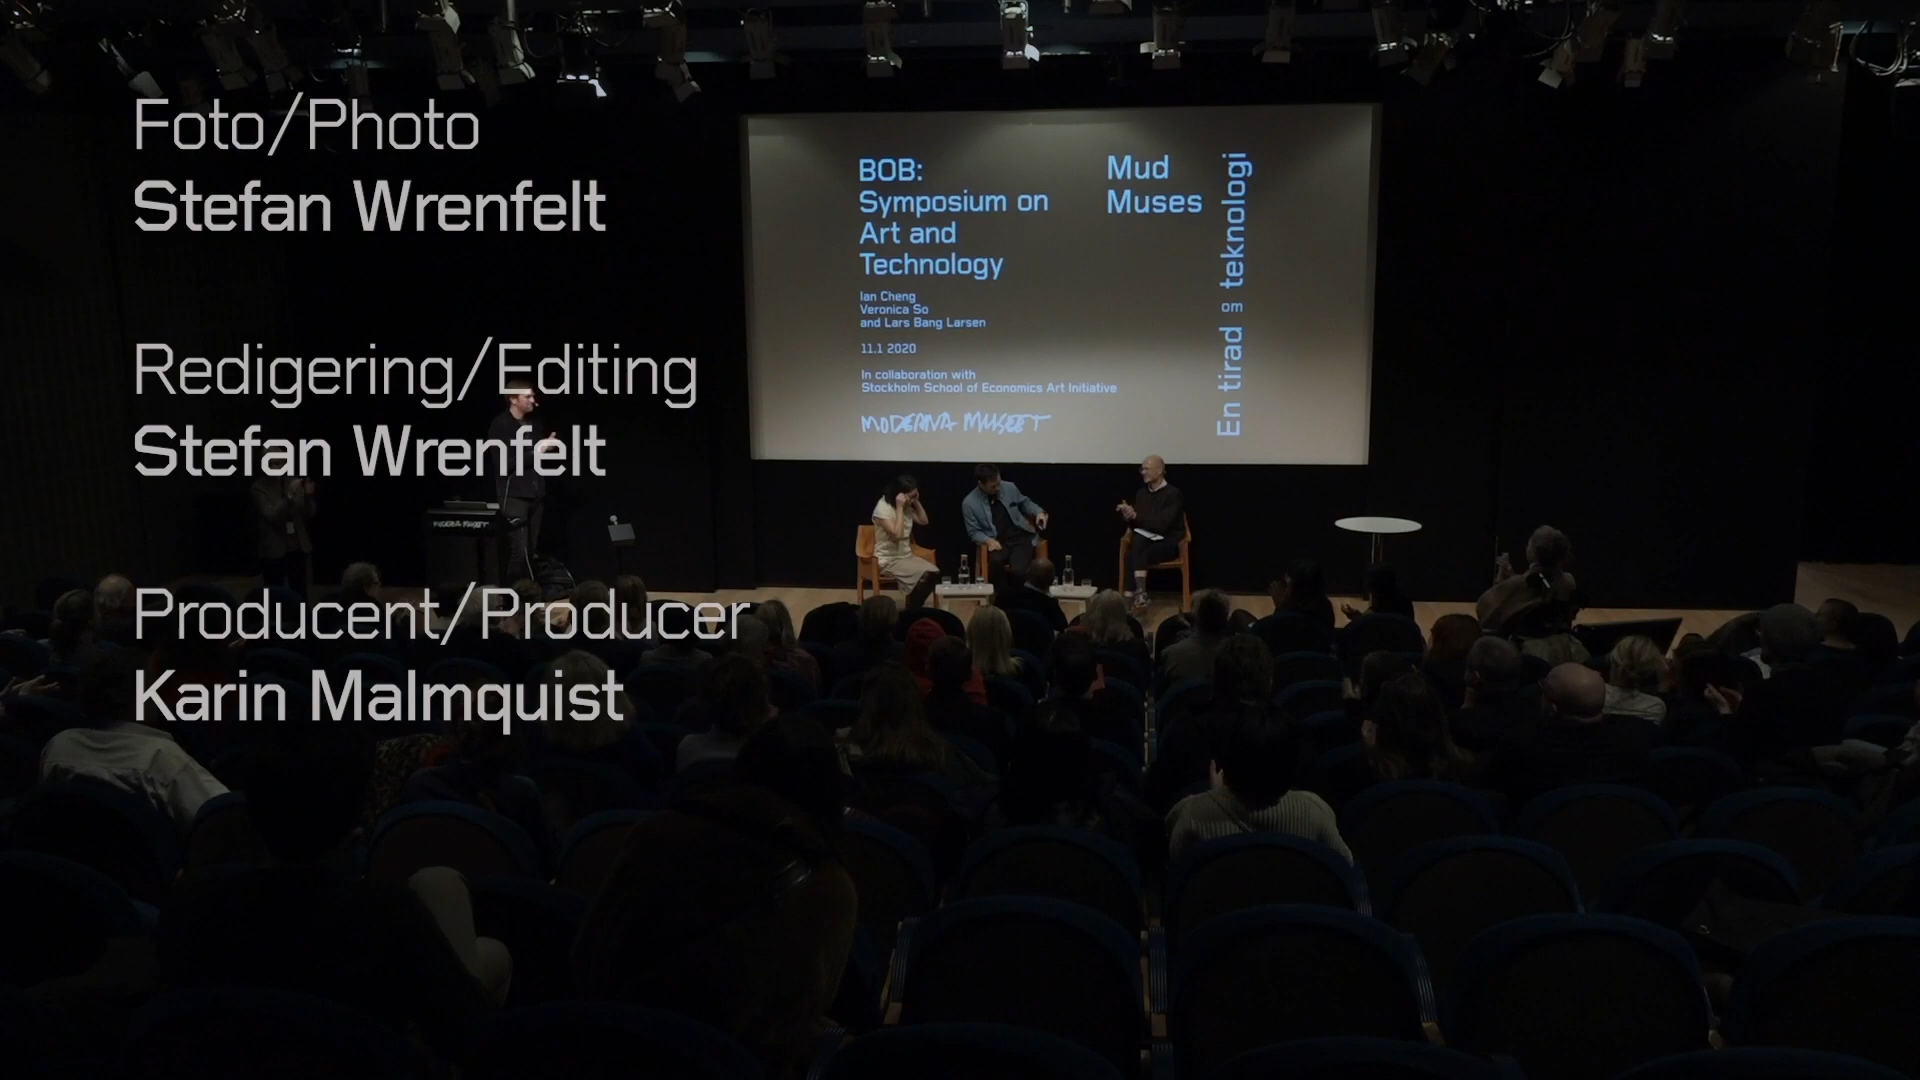 Foto/Photo
Stefan Wrenfelt
Redigering/Editing
Stefan Wrenfelt
Producent/Producer
Karin Malmquist
BOB:
Symposium on
Art and
Technology
Ian Cheng
Veronica So
and Lars Bang Larsen
11.1 2020
In collaboration with
Stockholm School of Economics Art Initiative
MODERNA MUSEET
Mud
Muses
En tirad om teknologi
MODERNA MUSEET